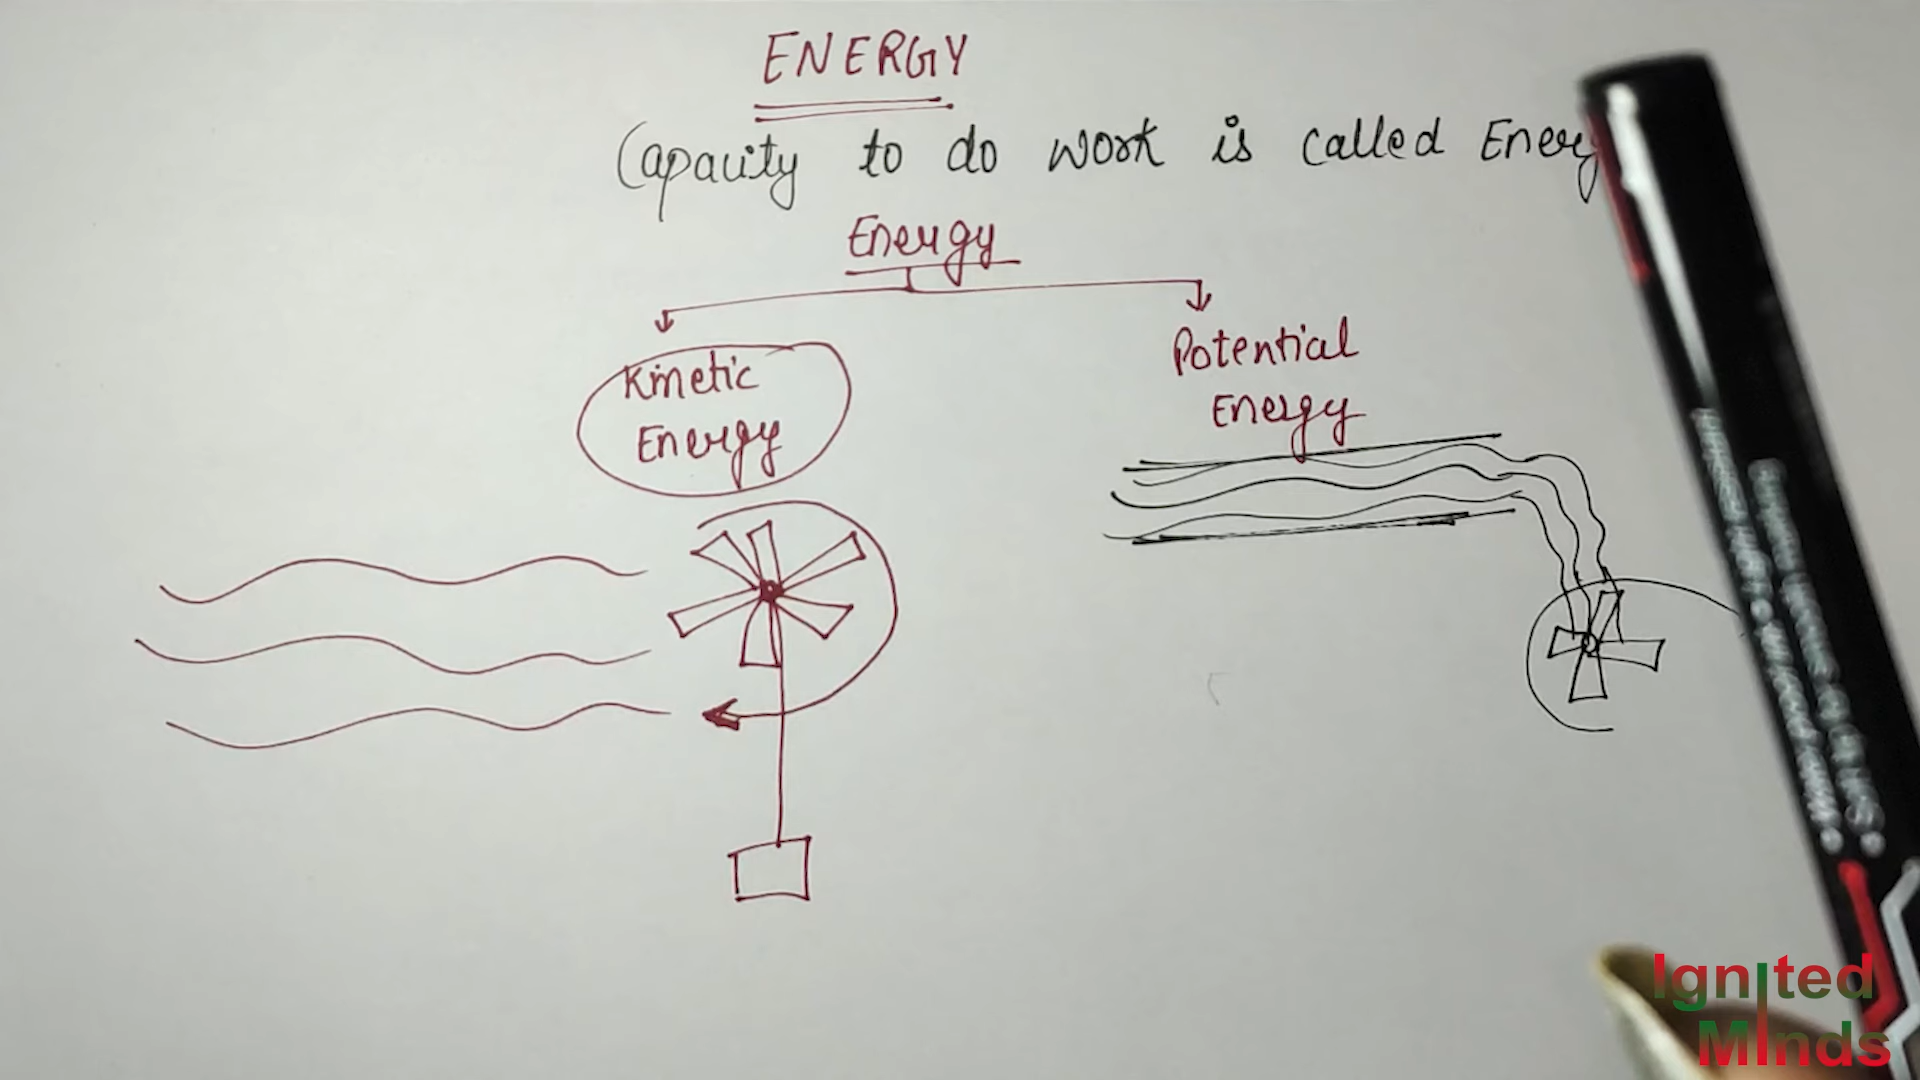 ENERGY
Capacity to do work is called Energ
Energy
Kinetic
Energy
Potential
Energy
Ignited
Minds